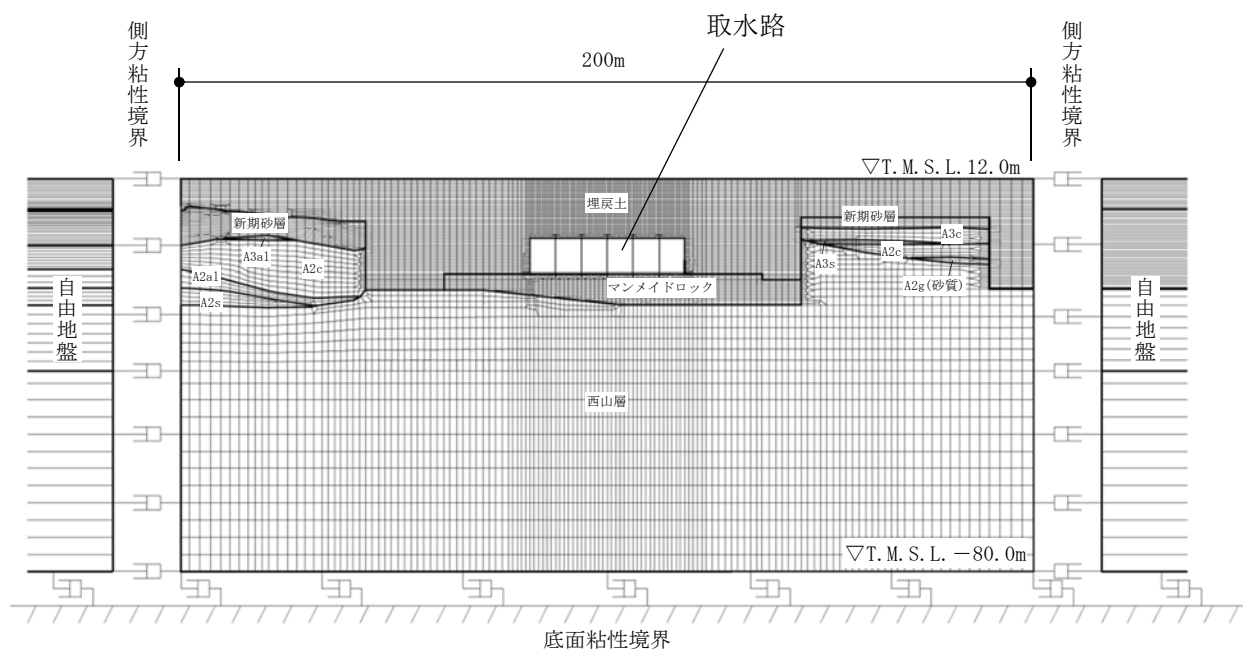 取水路
側方粘性境界
200m
側方粘性境界
▽T.M.S.L.12.0m
埋戻土
新期砂層
新期砂層
A3c
A3a1
A2c
A2c
A3s
A2a1
A2g(砂質)
マンメイドロック
A2s
自由地盤
自由地盤
西山層
▽T.M.S.L.－80.0m
底面粘性境界